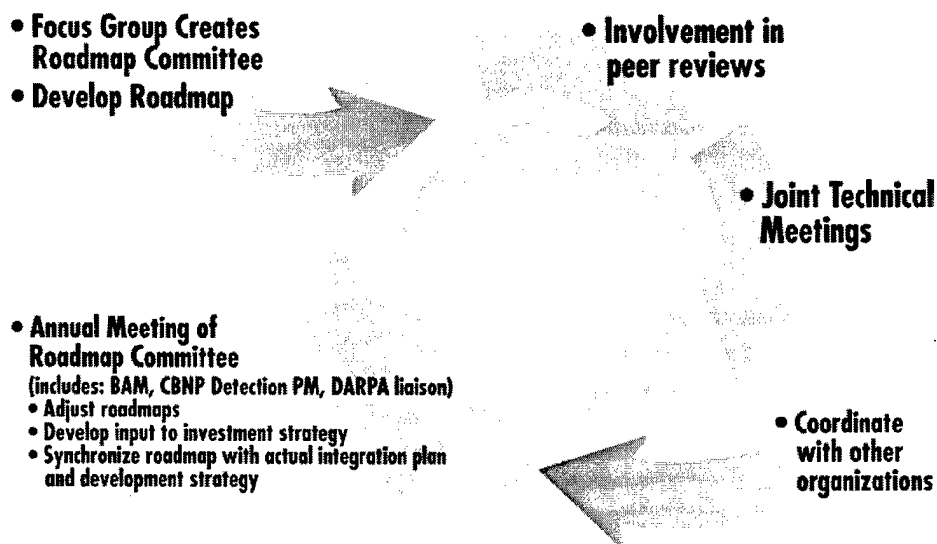 • Focus Group Creates
Roadmap Committee
• Develop Roadmap
• Involvement in
peer reviews
• Joint Technical
Meetings
• Coordinate
with other
organizations
• Annual Meeting of
Roadmap Committee
(includes: BAM, CBNP Detection PM, DARPA liaison)
• Adjust roadmaps
• Develop input to investment strategy
• Synchronize roadmap with actual integration plan
and development strategy